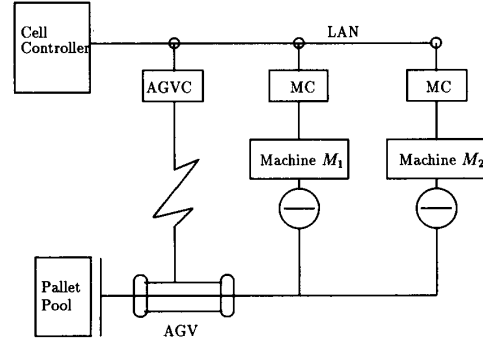 Cell
Controller
LAN
AGVC
MC
MC
Machine M₁
Machine M₂
Pallet
Pool
AGV